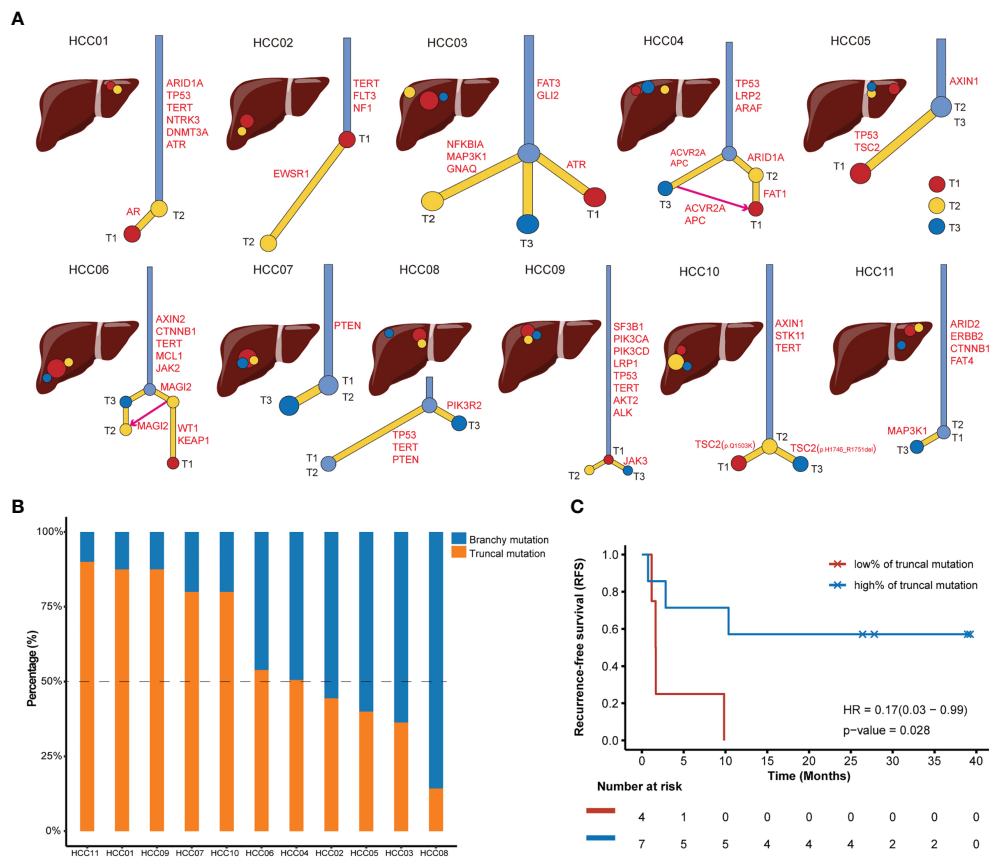 A
HCC01
ARID1A
TP53
TERT
NTRK3
DNMT3A
ATR
AR
T2
T1
HCC02
TERT
FLT3
NF1
T1
EWSR1
T2
HCC03
FAT3
GLI2
NFKBIA
MAP3K1
GNAQ
ATR
T2
T1
T3
HCC04
TP53
LRP2
ARAF
ACVR2A
APC
ARID1A
T2
FAT1
T3
ACVR2A
APC
T1
HCC05
AXIN1
T2
T3
TP53
TSC2
T1
T1
T2
T3
HCC06
AXIN2
CTNNB1
TERT
MCL1
JAK2
MAGI2
T3
T2
MAGI2
WT1
KEAP1
T1
HCC07
PTEN
T1
T2
T3
HCC08
PIK3R2
T3
TP53
TERT
PTEN
T1
T2
HCC09
SF3B1
PIK3CA
PIK3CD
LRP1
TP53
TERT
AKT2
ALK
T1
JAK3
T2
T3
HCC10
AXIN1
STK11
TERT
T2
TSC2(p.Q1503K)
TSC2(p.H1746_R1751del)
T1
T3
HCC11
ARID2
ERBB2
CTNNB1
FAT4
MAP3K1
T2
T1
T3
B
Branchy mutation
Truncal mutation
Percentage (%)
100%
75%
50%
50%
25%
0%
HCC11 HCC01 HCC09 HCC07 HCC10 HCC06 HCC04 HCC02 HCC05 HCC03 HCC08
C
low% of truncal mutation
high% of truncal mutation
Recurrence-free survival (RFS)
1.0
0.8
0.6
0.4
0.2
0.0
HR = 0.17(0.03 − 0.99)
p-value = 0.028
0 5 10 15 20 25 30 35 40
Time (Months)
Number at risk
4 1 0 0 0 0 0 0 0
7 5 5 4 4 4 2 2 0